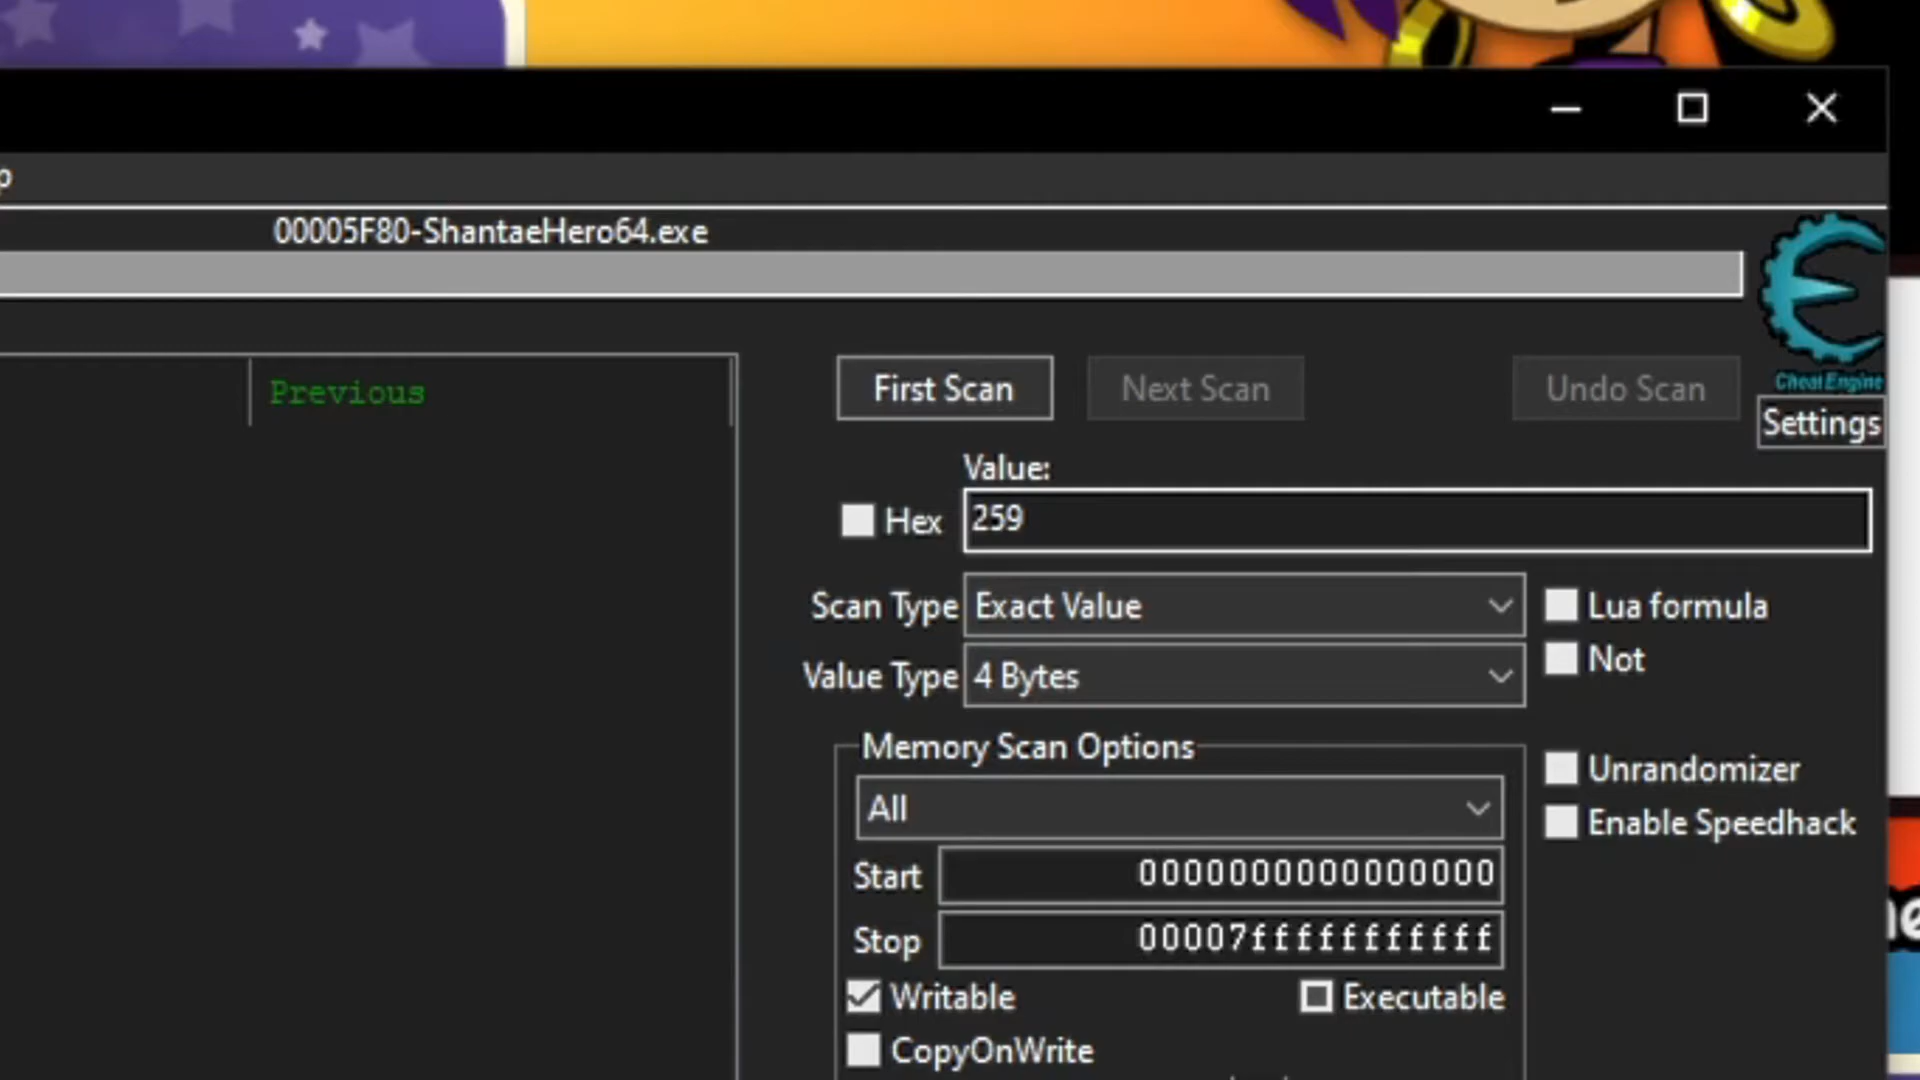 00005F80-ShantaeHero64.exe
Previous
First Scan
Next Scan
Undo Scan
Cheat Engine
Settings
Value:
Hex
259
Scan Type
Exact Value
Lua formula
Value Type
4 Bytes
Not
Memory Scan Options
Unrandomizer
All
Enable Speedhack
Start
0000000000000000
Stop
00007fffffffffff
Writable
Executable
CopyOnWrite